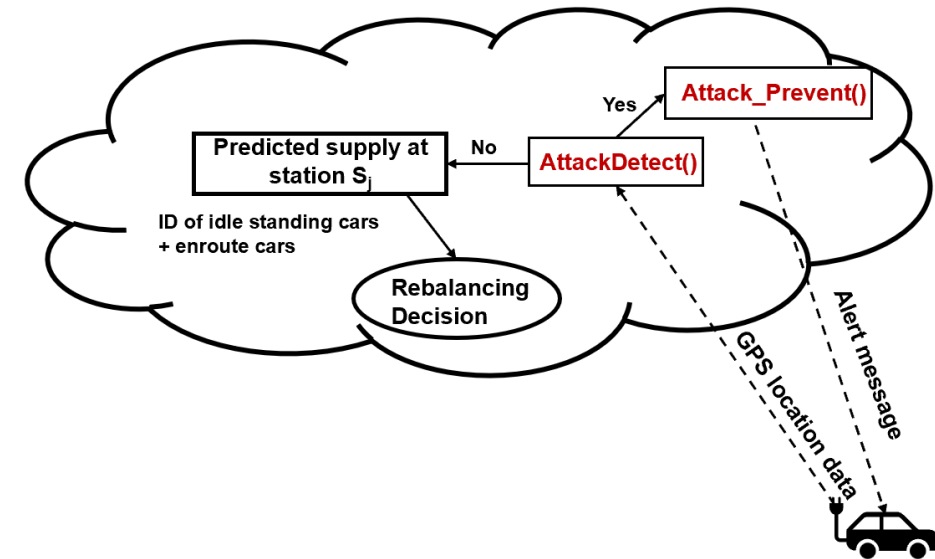 Attack_Prevent()
Yes
Predicted supply at
station Sj
No
AttackDetect()
ID of idle standing cars
+ enroute cars
Rebalancing
Decision
GPS location data
Alert message